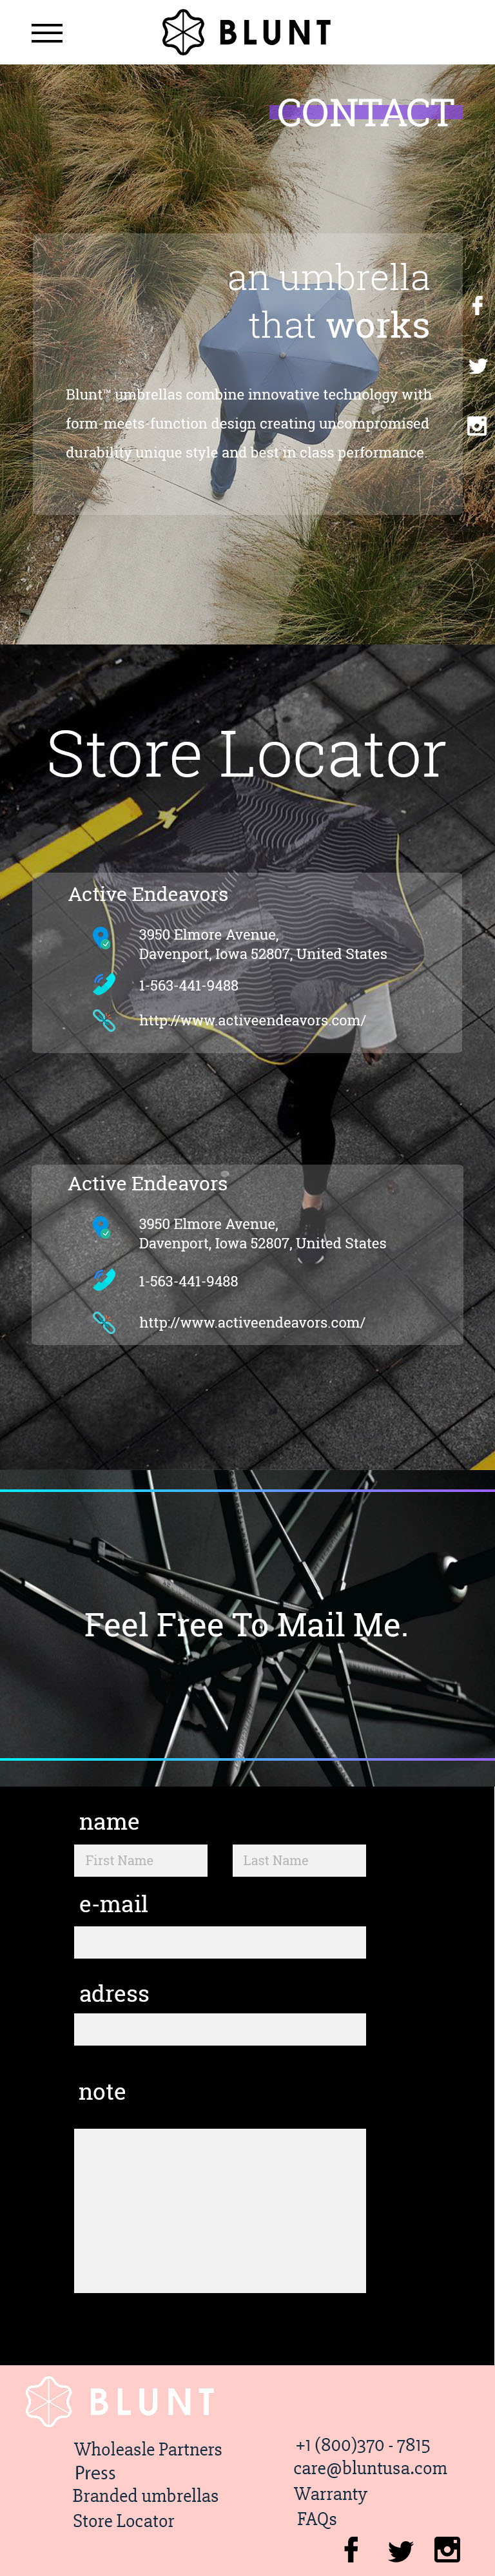 BLUNT
CONTACT
an umbrella
that works
Blunt™ umbrellas combine innovative technology with
form-meets-function design creating uncompromised
durability unique style and best in class performance.
Store Locator
Active Endeavors
3950 Elmore Avenue,
Davenport, Iowa 52807, United States
1-563-441-9488
http://www.activeendeavors.com/
Active Endeavors
3950 Elmore Avenue,
Davenport, Iowa 52807, United States
1-563-441-9488
http://www.activeendeavors.com/
Feel Free To Mail Me.
name
First Name
Last Name
e-mail
adress
note
BLUNT
Wholeasle Partners
Press
Branded umbrellas
Store Locator
+1 (800)370 - 7815
care@bluntusa.com
Warranty
FAQs